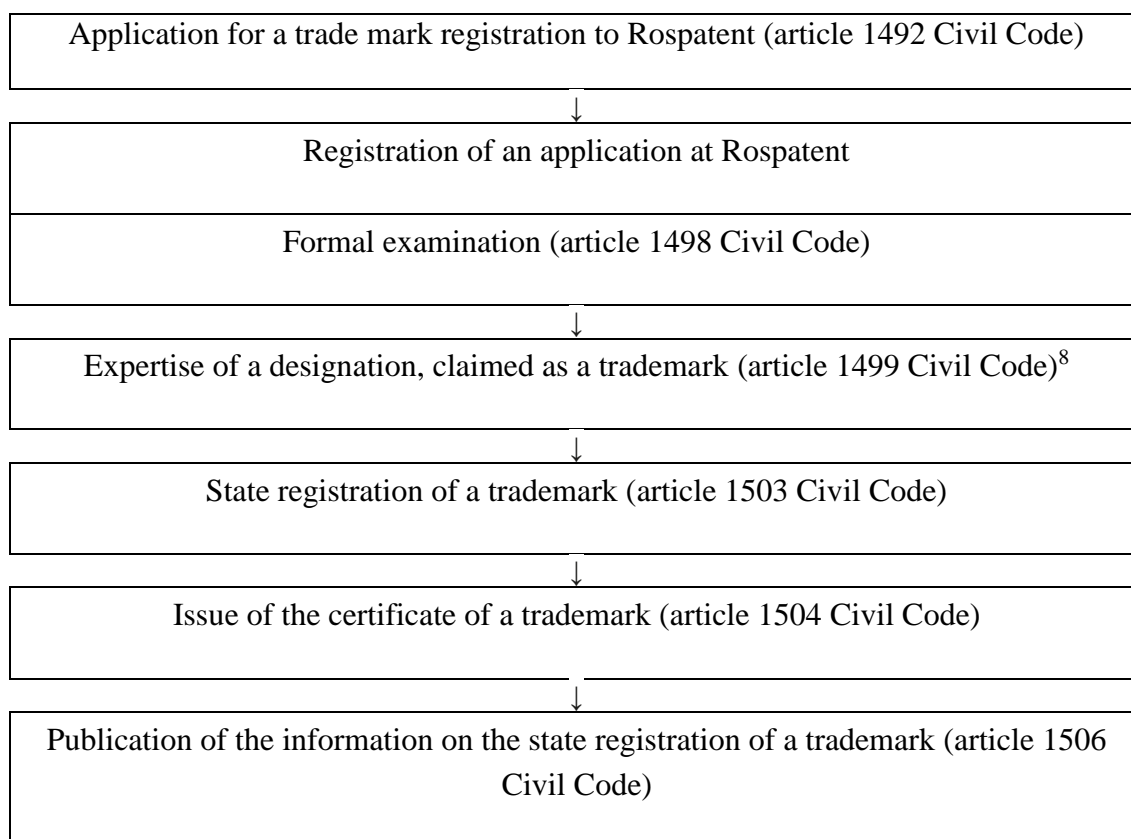 Application for a trade mark registration to Rospatent (article 1492 Civil Code)
↓
Registration of an application at Rospatent
Formal examination (article 1498 Civil Code)
↓
Expertise of a designation, claimed as a trademark (article 1499 Civil Code)⁸
↓
State registration of a trademark (article 1503 Civil Code)
↓
Issue of the certificate of a trademark (article 1504 Civil Code)
↓
Publication of the information on the state registration of a trademark (article 1506
Civil Code)